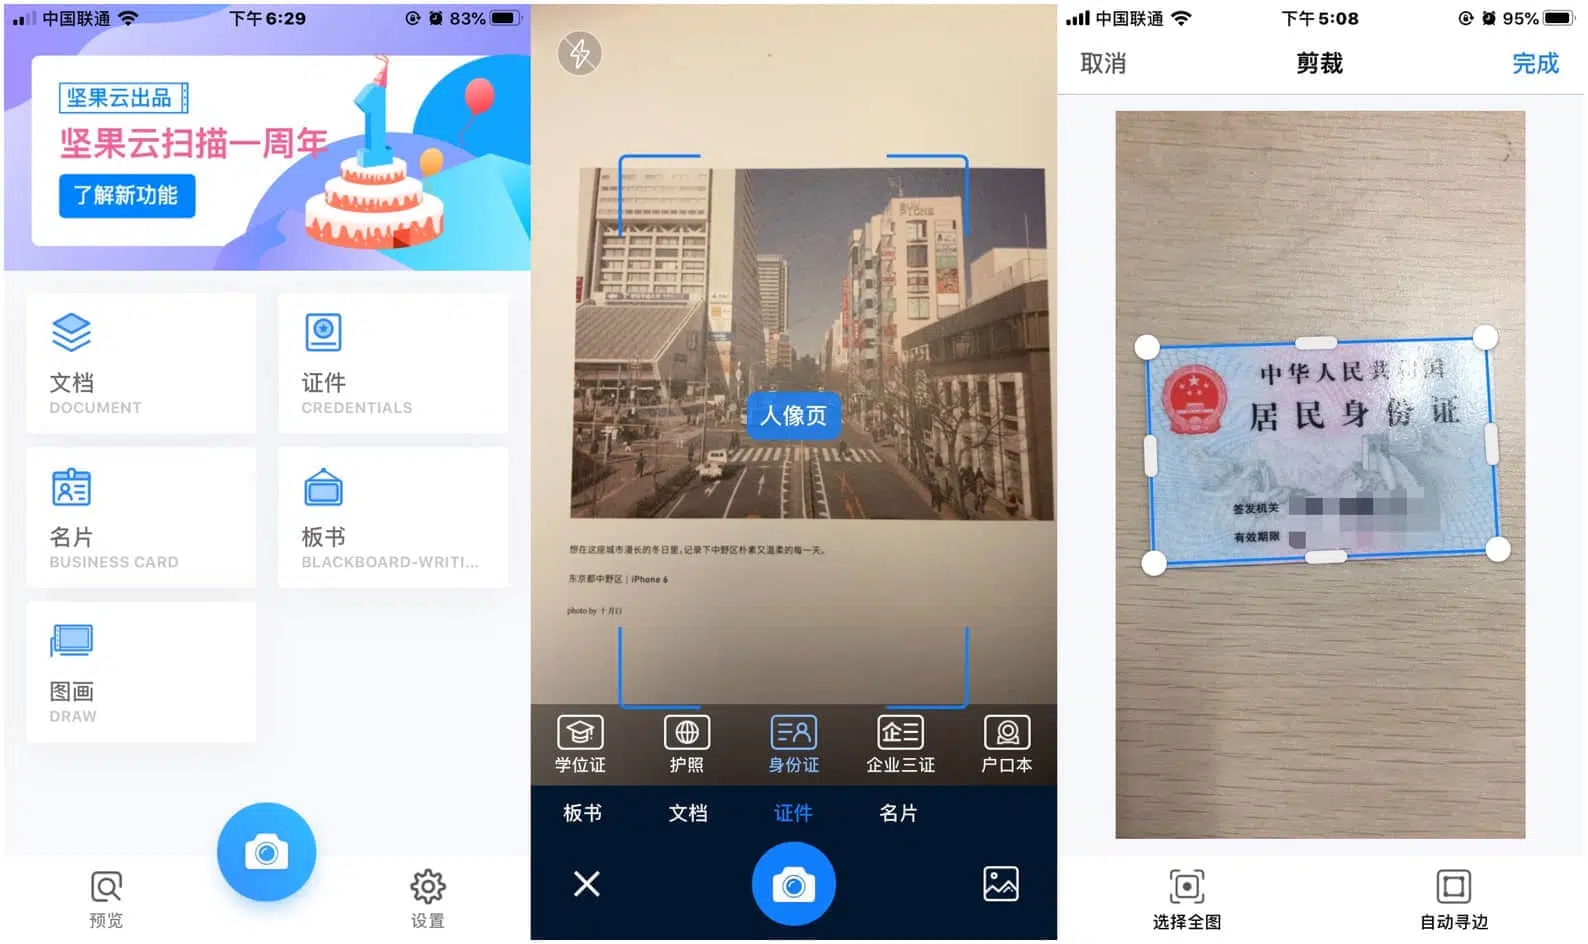 中国联通
下午6:29
83%
坚果云出品
坚果云扫描一周年
了解新功能
文档
DOCUMENT
证件
CREDENTIALS
名片
BUSINESS CARD
板书
BLACKBOARD-WRITI...
图画
DRAW
预览
设置
人像页
想在这座城市漫长的冬日里,记录下中野区朴素又温柔的每一天。
东京都中野区 | iPhone 6
photo by 十月白
学位证
护照
身份证
企业三证
户口本
板书
文档
证件
名片
中国联通
下午5:08
95%
取消
剪裁
完成
中华人民共和国
居民身份证
签发机关
有效期限
选择全图
自动寻边